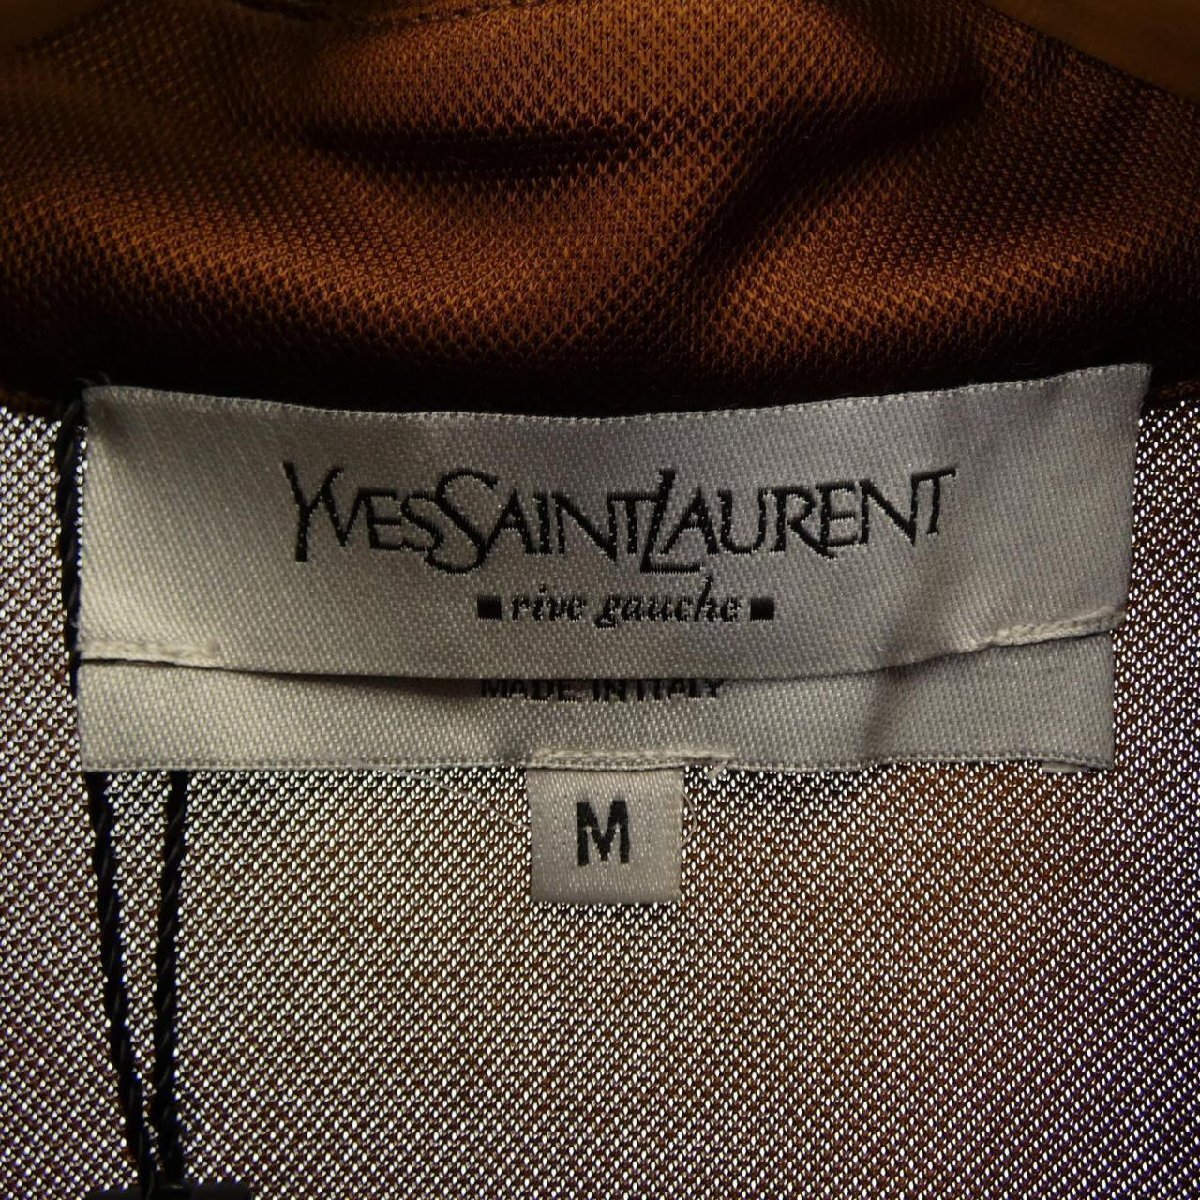 YVESSAINTLAURENT
rive gauche
MADE IN ITALY
M